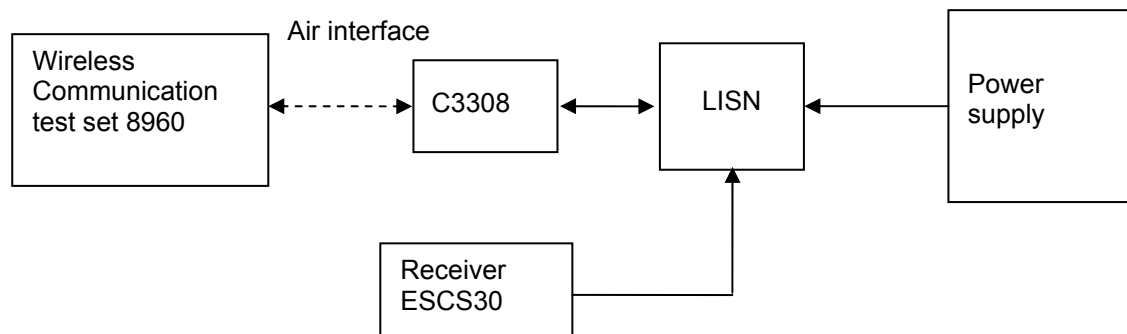 Air interface
Wireless
Communication
test set 8960
C3308
LISN
Power
supply
Receiver
ESCS30